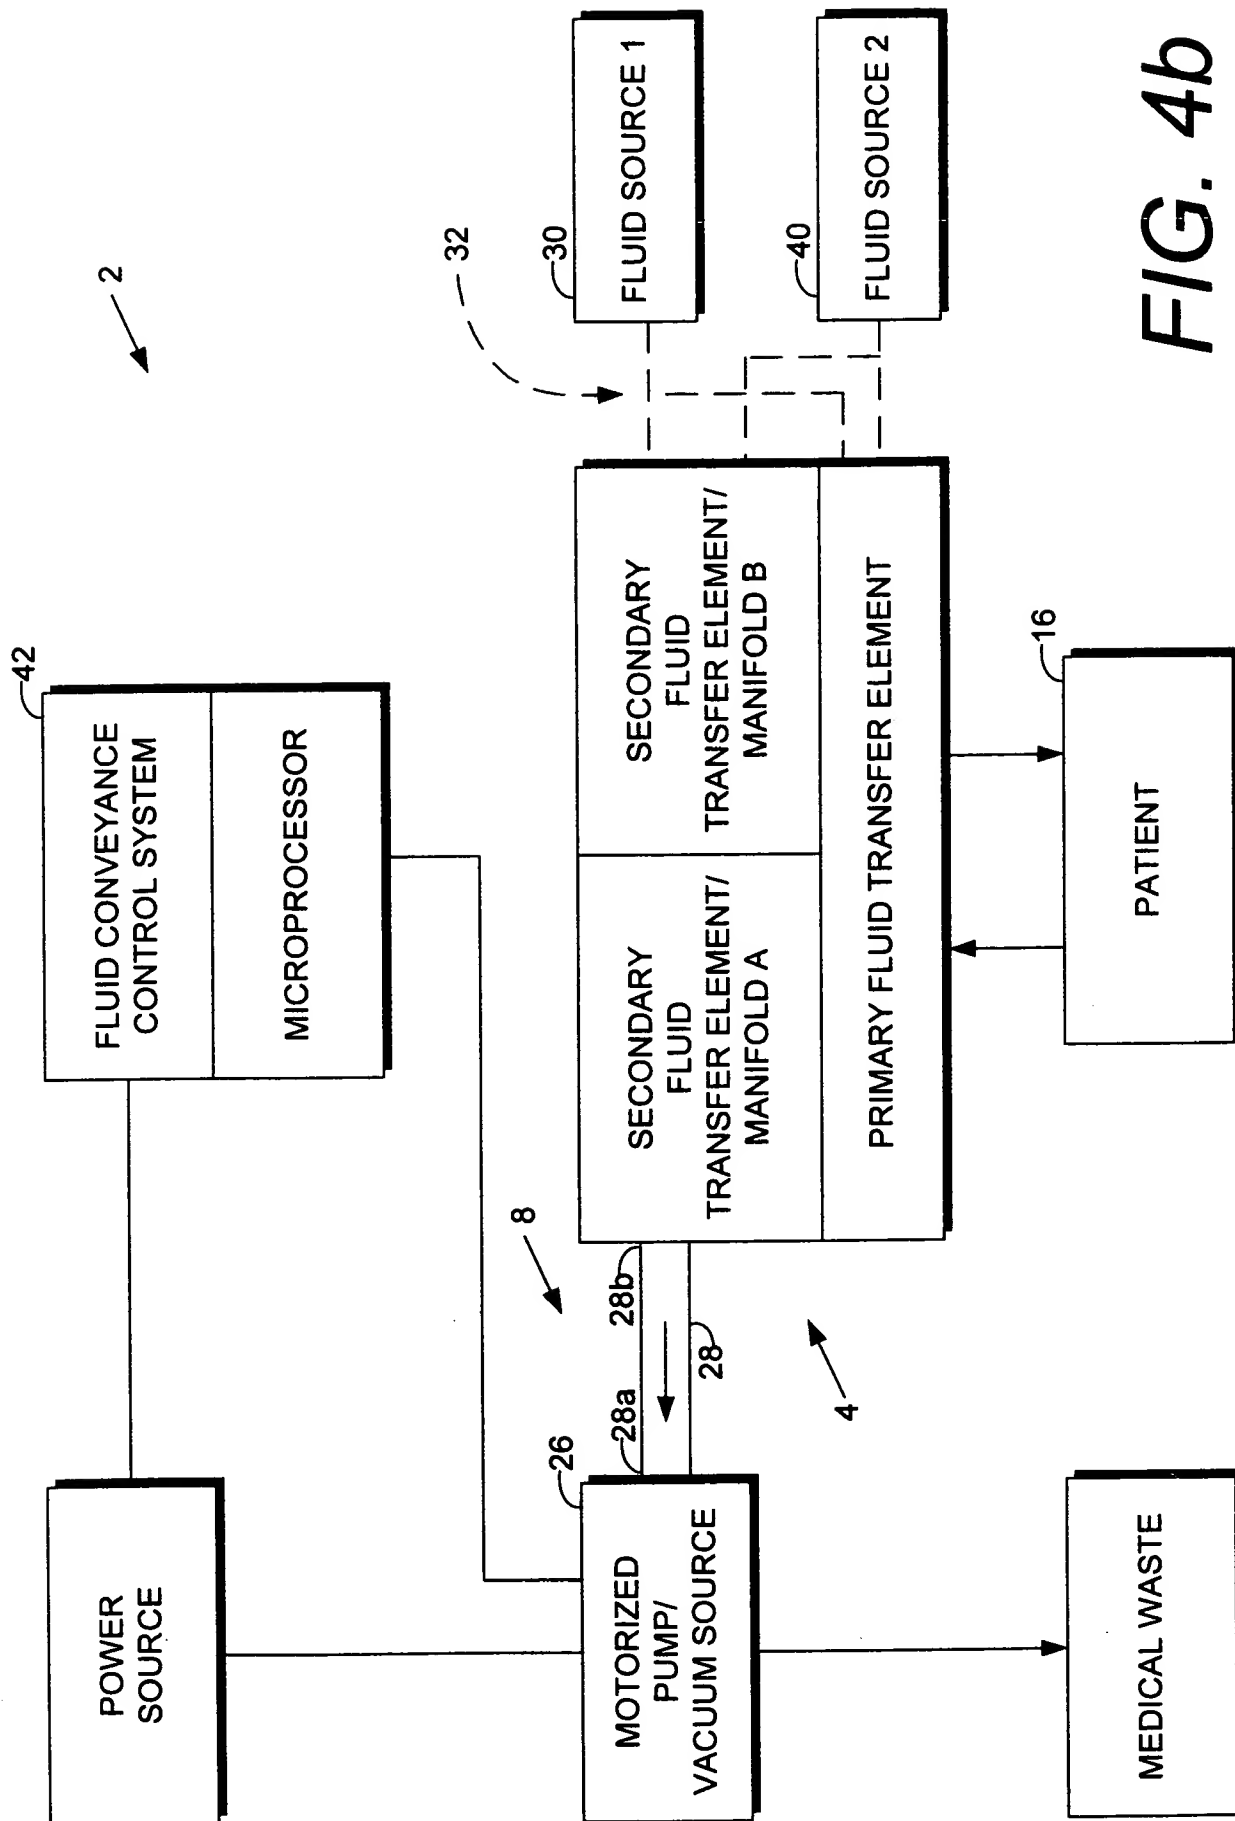 2
POWER
SOURCE
42
FLUID CONVEYANCE
CONTROL SYSTEM
MICROPROCESSOR
8
32
26
MOTORIZED
PUMP/
VACUUM SOURCE
28a
28b
28
4
SECONDARY
FLUID
TRANSFER ELEMENT/
MANIFOLD A
SECONDARY
FLUID
TRANSFER ELEMENT/
MANIFOLD B
PRIMARY FLUID TRANSFER ELEMENT
30
FLUID SOURCE 1
40
FLUID SOURCE 2
MEDICAL WASTE
16
PATIENT
FIG. 4b